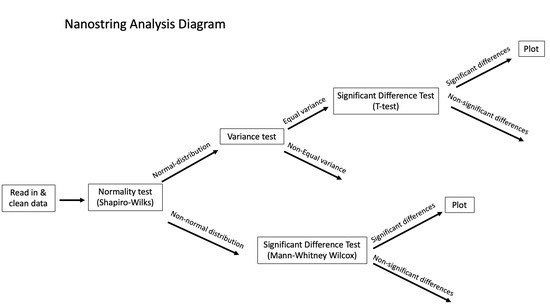 Nanostring Analysis Diagram
Significant differences
Plot
Significant Difference Test
(T-test)
Non-significant differences
Equal variance
Variance test
Non-Equal variance
Normal-distribution
Read in &
clean data
Normality test
(Shapiro-Wilks)
Non-normal distribution
Significant Difference Test
(Mann-Whitney Wilcox)
Significant differences
Plot
Non-significant differences